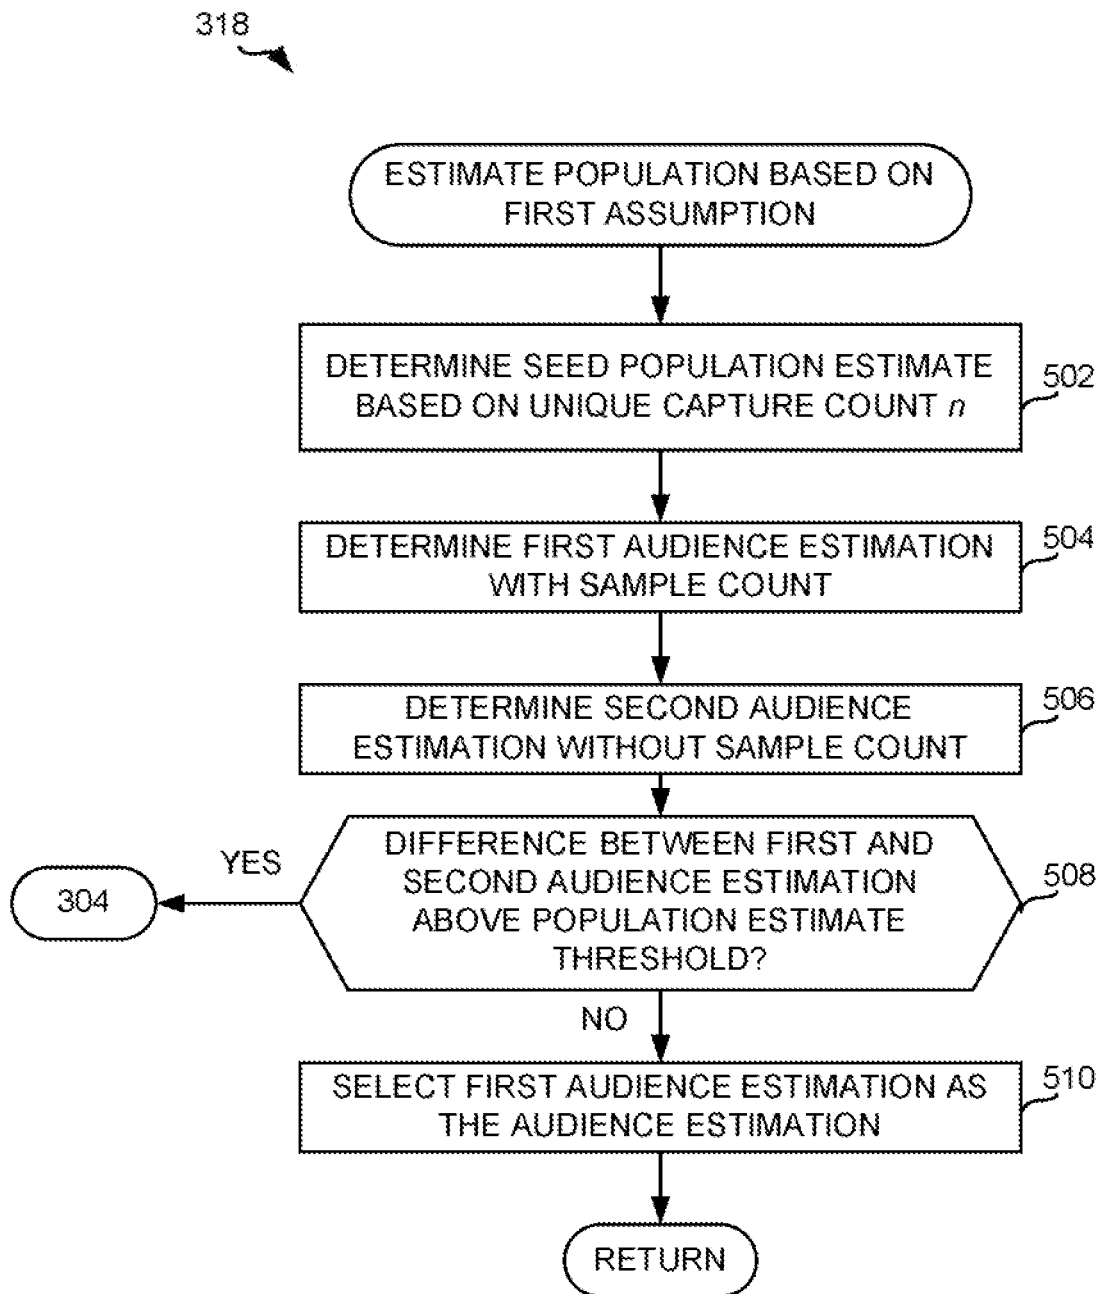 318
ESTIMATE POPULATION BASED ON
FIRST ASSUMPTION
DETERMINE SEED POPULATION ESTIMATE
BASED ON UNIQUE CAPTURE COUNT n
502
DETERMINE FIRST AUDIENCE ESTIMATION
WITH SAMPLE COUNT
504
DETERMINE SECOND AUDIENCE
ESTIMATION WITHOUT SAMPLE COUNT
506
DIFFERENCE BETWEEN FIRST AND
SECOND AUDIENCE ESTIMATION
ABOVE POPULATION ESTIMATE
THRESHOLD?
508
YES
304
NO
SELECT FIRST AUDIENCE ESTIMATION AS
THE AUDIENCE ESTIMATION
510
RETURN